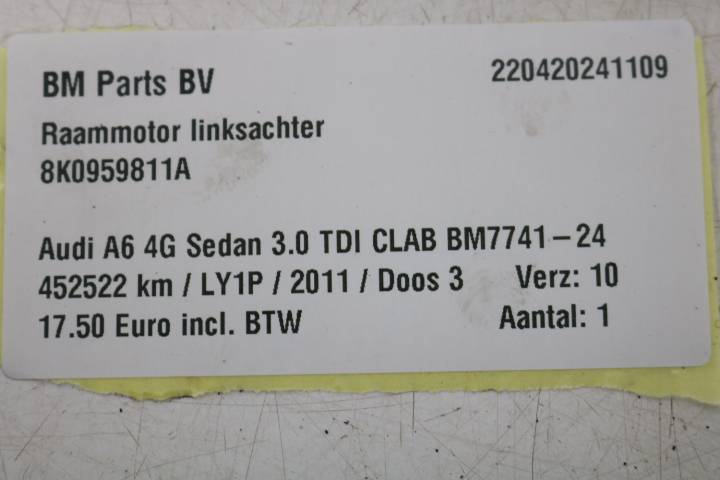 BM Parts BV 220420241109
Raammotor linksachter
8K0959811A
Audi A6 4G Sedan 3.0 TDI CLAB BM7741-24
452522 km / LY1P / 2011 / Doos 3 Verz: 10
17.50 Euro incl. BTW Aantal: 1